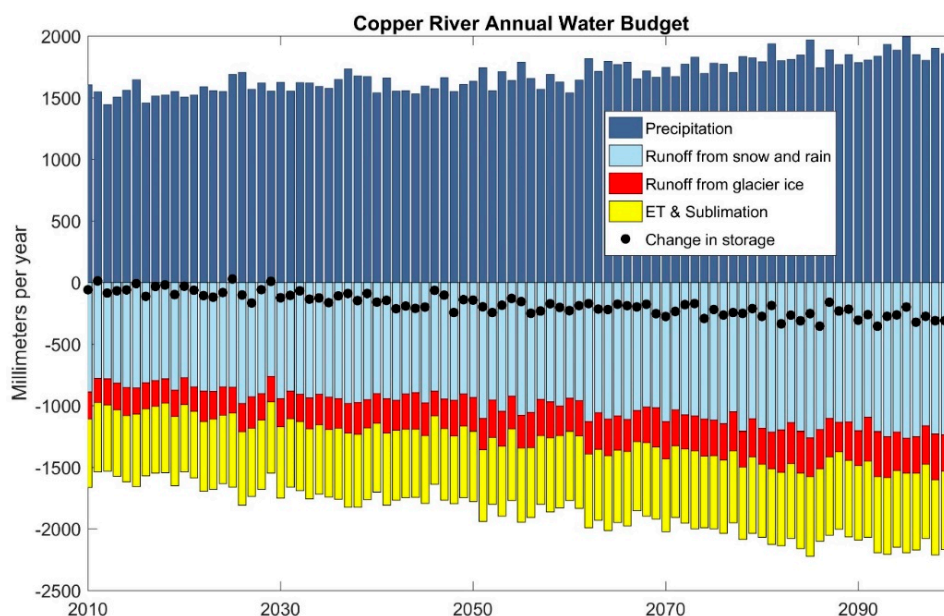 Copper River Annual Water Budget
2000
1500
1000
500
0
-500
-1000
-1500
-2000
-2500
Millimeters per year
Precipitation
Runoff from snow and rain
Runoff from glacier ice
ET & Sublimation
Change in storage
2010
2030
2050
2070
2090